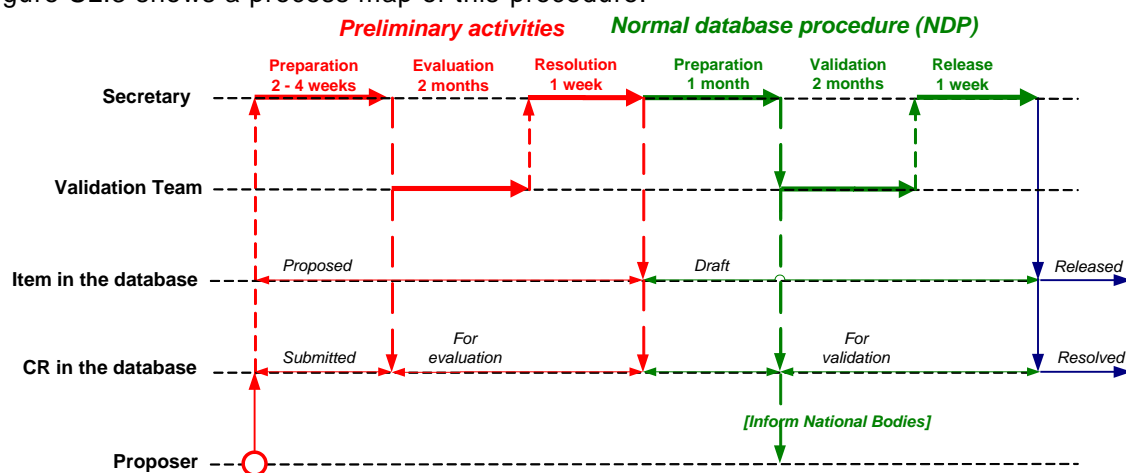 Preliminary activities Normal database procedure (NDP)
Preparation Evaluation Resolution Preparation Validation Release
2 - 4 weeks 2 months 1 week 1 month 2 months 1 week
Secretary
Validation Team
Proposed Draft Released
Item in the database
For For
Submitted evaluation validation Resolved
CR in the database
[Inform National Bodies]
Proposer